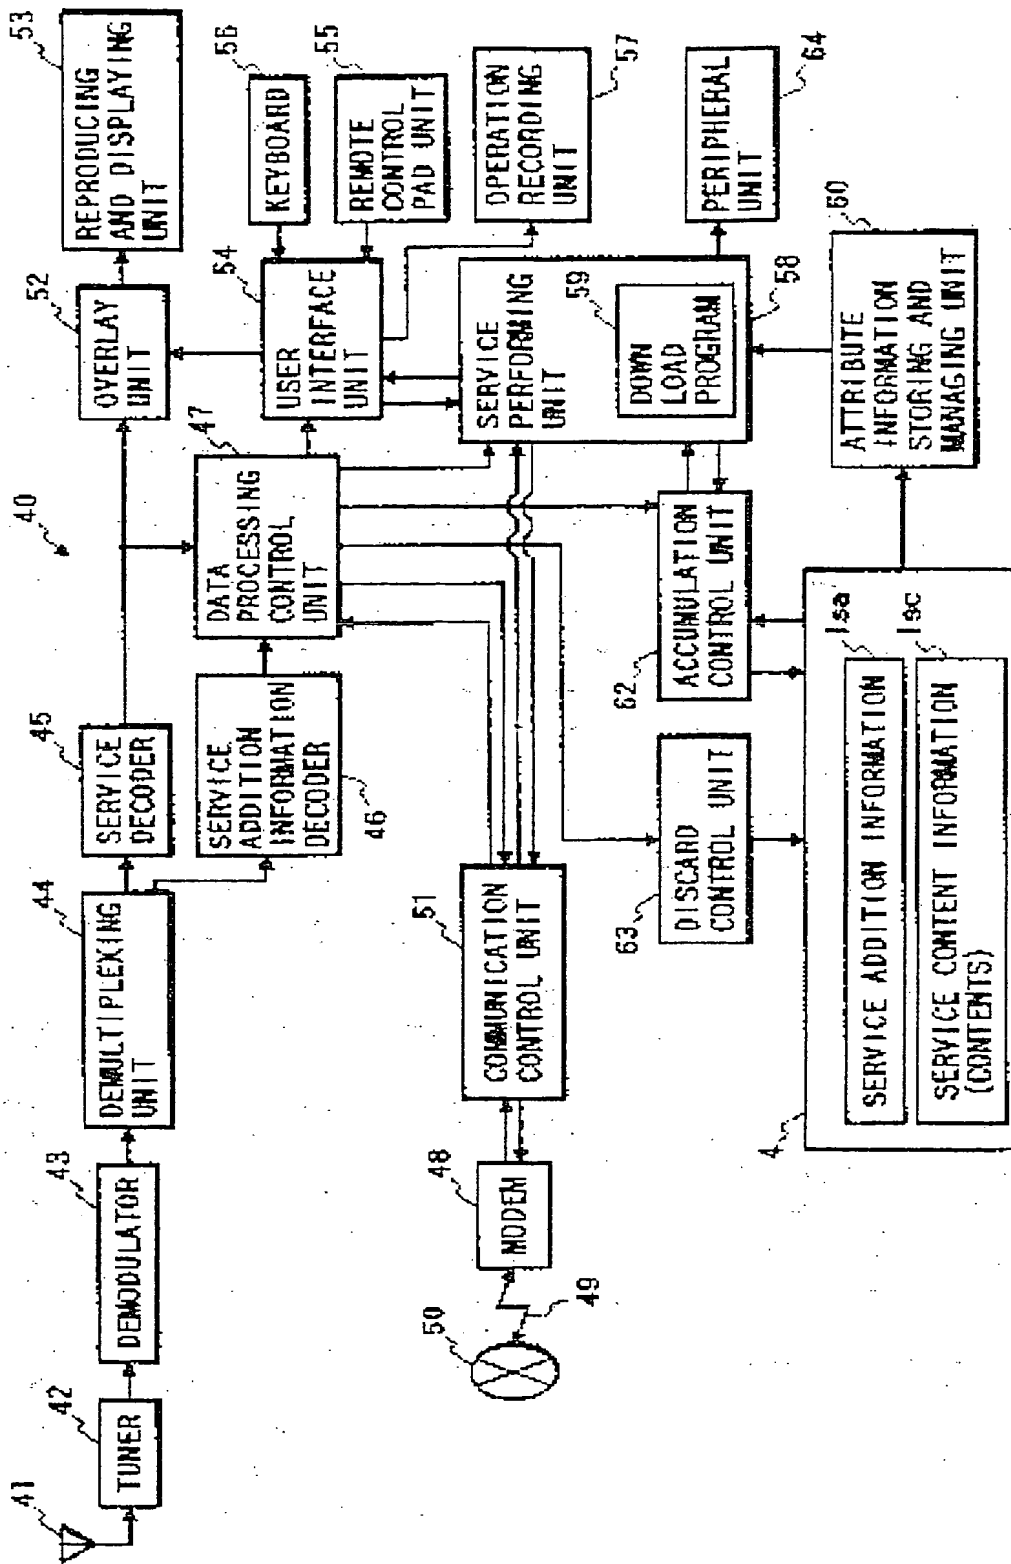 40
41
TUNER
42
DEMODULATOR
43
DEMULTIPLEXING
UNIT
44
SERVICE
DECODER
45
OVERLAY
UNIT
52
REPRODUCING
AND DISPLAYING
UNIT
53
SERVICE
ADDITION
INFORMATION
DECODER
46
DATA
PROCESSING
CONTROL
UNIT
47
USER
INTERFACE
UNIT
54
KEYBOARD
56
REMOTE
CONTROL
PAD UNIT
55
OPERATION
RECORDING
UNIT
57
50
49
MODEM
48
COMMUNICATION
CONTROL UNIT
51
SERVICE
PERFORMING
UNIT
58
DOWN
LOAD
PROGRAM
59
PERIPHERAL
UNIT
64
DISCARD
CONTROL UNIT
63
ACCUMULATION
CONTROL UNIT
62
ATTRIBUTE
INFORMATION
STORING AND
MANAGING UNIT
60
4
SERVICE ADDITION INFORMATION
Isa
SERVICE CONTENT INFORMATION
(CONTENTS)
Isc